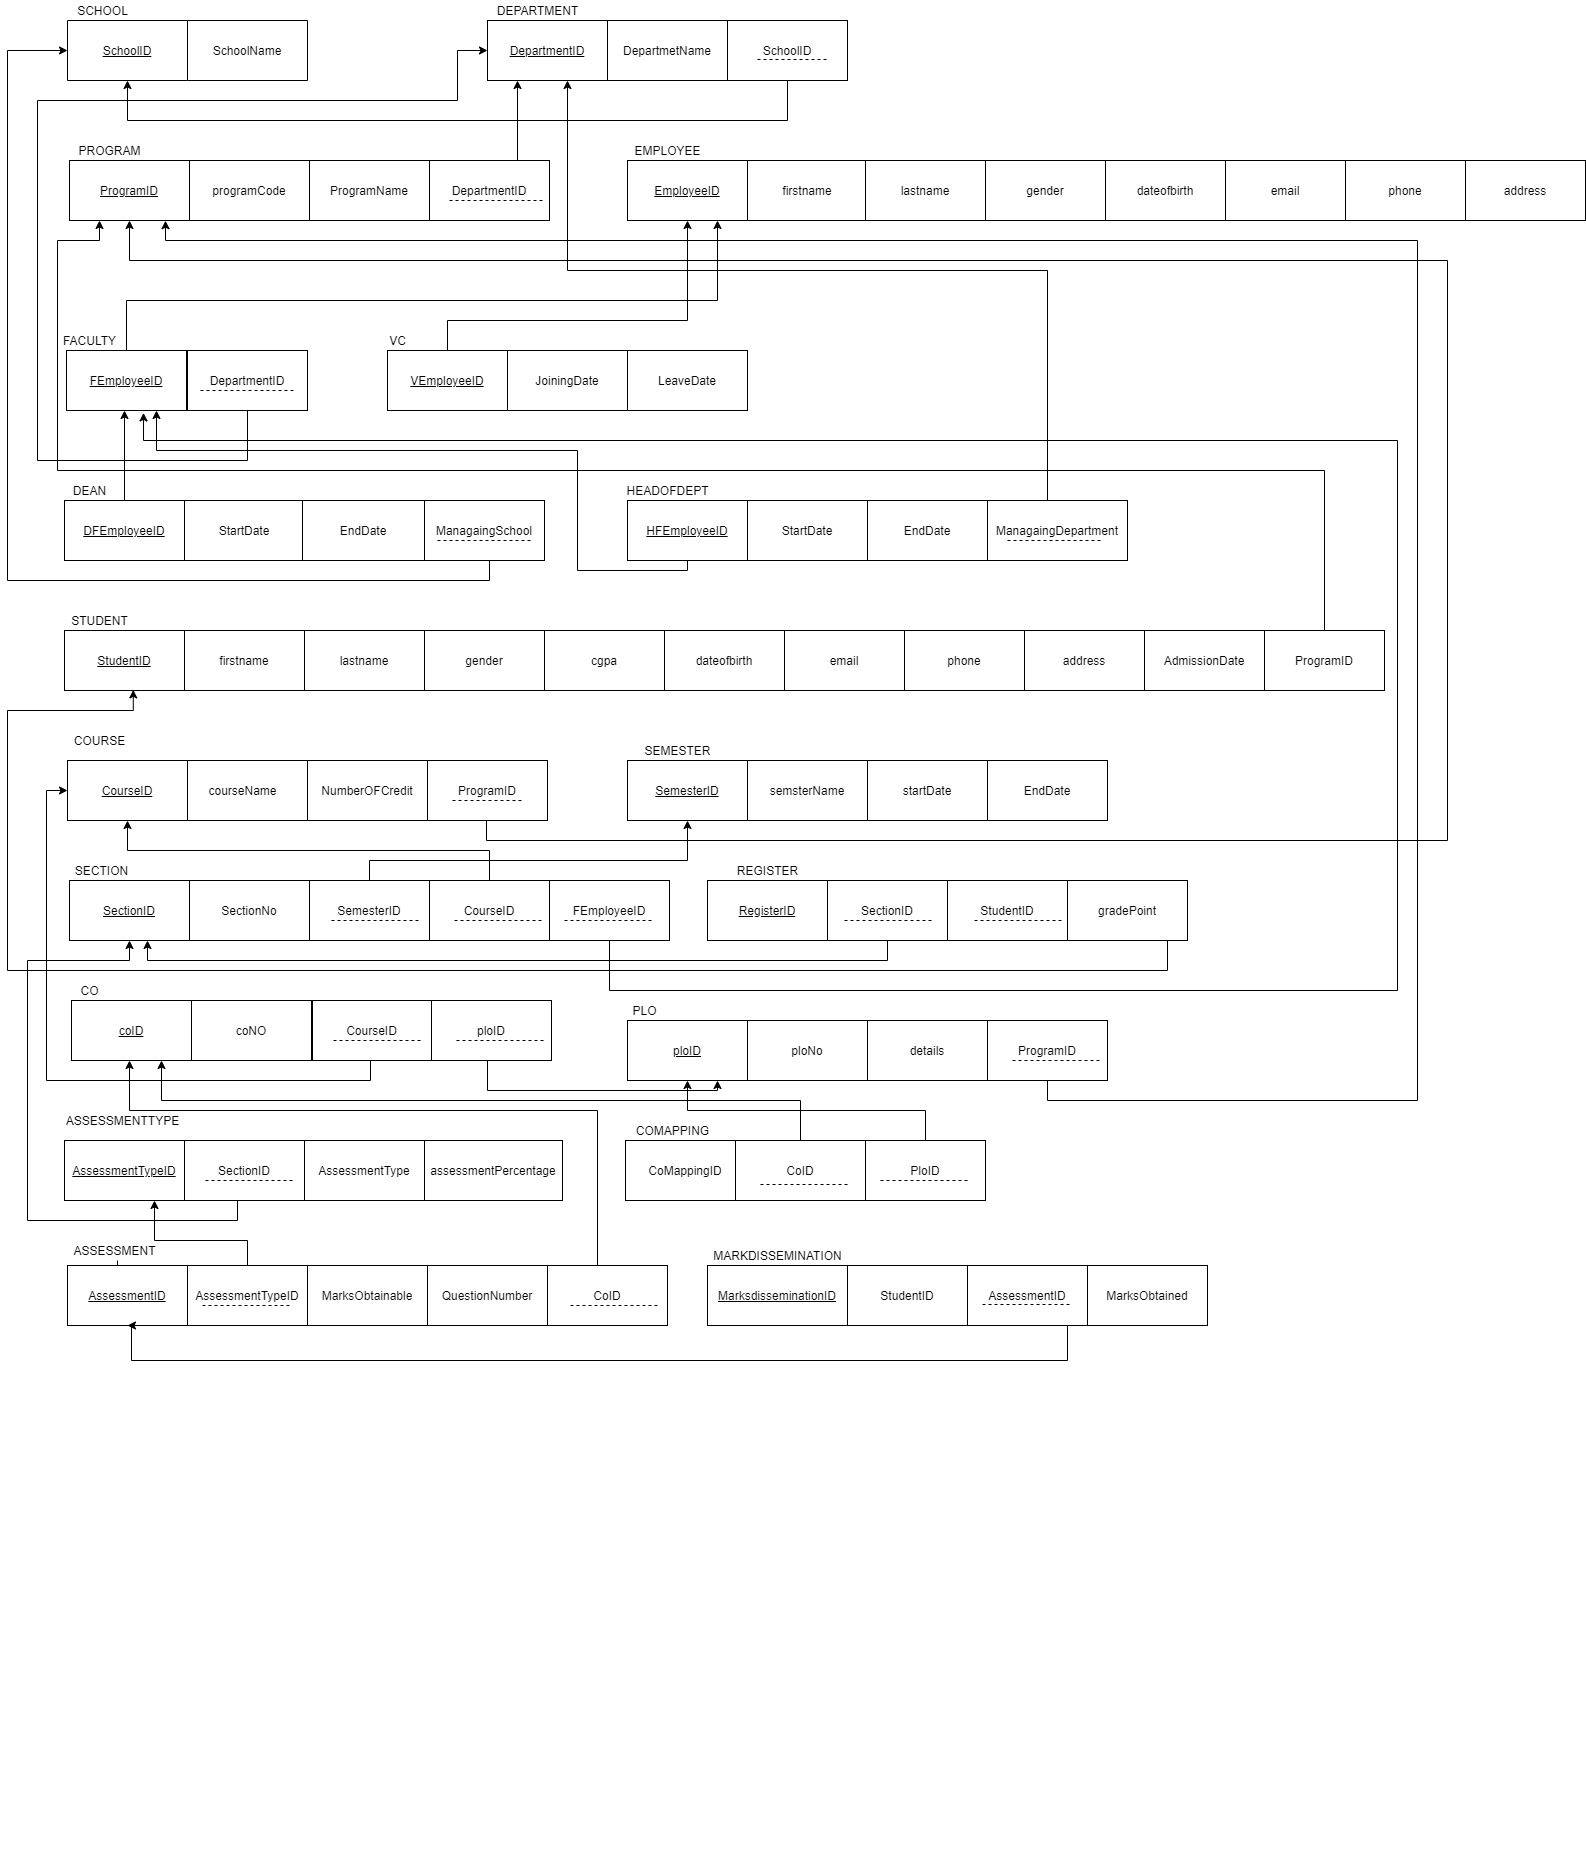 SCHOOL
SchoolID SchoolName
DEPARTMENT
DepartmentID DepartmetName SchoolID
PROGRAM
ProgramID programCode ProgramName DepartmentID
EMPLOYEE
EmployeeID firstname lastname gender dateofbirth email phone address
FACULTY
FEmployeeID DepartmentID
VC
VEmployeeID JoiningDate LeaveDate
DEAN
DFEmployeeID StartDate EndDate ManagaingSchool
HEADOFDEPT
HFEmployeeID StartDate EndDate ManagaingDepartment
STUDENT
StudentID firstname lastname gender cgpa dateofbirth email phone address AdmissionDate ProgramID
COURSE
CourseID courseName NumberOFCredit ProgramID
SEMESTER
SemesterID semsterName startDate EndDate
SECTION
SectionID SectionNo SemesterID CourseID FEmployeeID
REGISTER
RegisterID SectionID StudentID gradePoint
CO
coID coNO CourseID ploID
PLO
ploID ploNo details ProgramID
ASSESSMENTTYPE
AssessmentTypeID SectionID AssessmentType assessmentPercentage
COMAPPING
CoMappingID CoID PloID
ASSESSMENT
AssessmentID AssessmentTypeID MarksObtainable QuestionNumber CoID
MARKDISSEMINATION
MarksdisseminationID StudentID AssessmentID MarksObtained